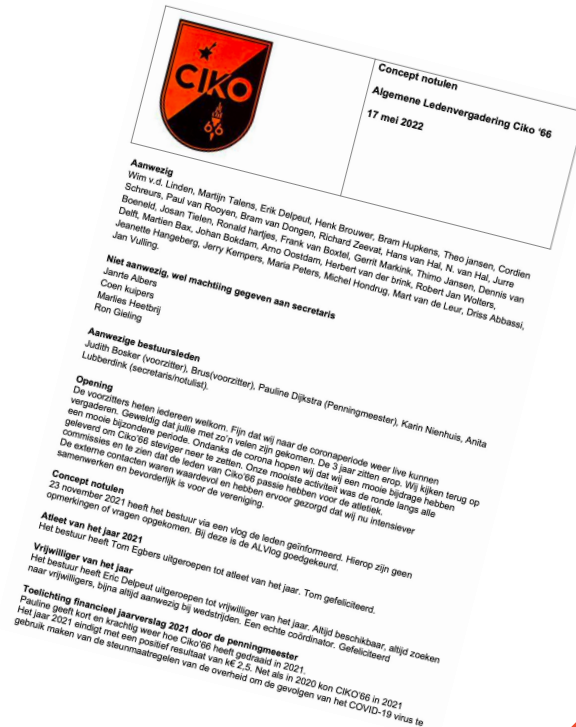 CIKO
66
Concept notulen
Algemene Ledenvergadering Ciko '66
17 mei 2022
Aanwezig
Wim v.d. Linden, Martijn Talens, Erik Delpeut, Henk Brouwer, Bram Hupkens, Theo jansen, Cordien
Schreurs, Paul van Rooyen, Bram van Dongen, Richard Zeevat, Hans van Hal, N. van Hal, Jurre
Boeneld, Josan Tielen, Ronald hartjes, Frank van Boxtel, Gerrit Markink, Thimo Jansen, Dennis van
Delft, Martien Bax, Johan Bokdam, Arno Oostdam, Herbert van der brink, Robert Jan Wolters,
Jeanette Hangeberg, Jerry Kempers, Maria Peters, Michel Hondrug, Mart van de Leur, Driss Abbassi,
Jan Vulling.
Niet aanwezig, wel machtiing gegeven aan secretaris
Janrte Albers
Coen kuipers
Marlies Heetbrij
Ron Gieling
Aanwezige bestuursleden
Judith Bosker (voorzitter), Brus(voorzitter), Pauline Dijkstra (Penningmeester), Karin Nienhuis, Anita
Lubberdink (secretaris/notulist).
Opening
De voorzitters heten iedereen welkom. Fijn dat wij naar de coronaperiode weer live kunnen
vergaderen. Geweldig dat jullie met zo'n velen zijn gekomen. De 3 jaar zitten erop. Wij kijken terug op
een mooie bijzondere periode. Ondanks de corona hopen wij dat wij een mooie bijdrage hebben
geleverd om Ciko'66 steviger neer te zetten. Onze mooiste activiteit was de ronde langs alle
commissies en te zien dat de leden van Ciko'66 passie hebben voor de atletiek.
De externe contacten waren waardevol en hebben ervoor gezorgd dat wij nu intensiever
samenwerken en bevorderlijk is voor de vereniging.
Concept notulen
23 november 2021 heeft het bestuur via een vlog de leden geïnformeerd. Hierop zijn geen
opmerkingen of vragen opgekomen. Bij deze is de ALVlog goedgekeurd.
Atleet van het jaar 2021
Het bestuur heeft Tom Egbers uitgeroepen tot atleet van het jaar. Tom gefeliciteerd.
Vrijwilliger van het jaar
Het bestuur heeft Eric Delpeut uitgeroepen tot vrijwilliger van het jaar. Altijd beschikbaar, altijd zoeken
naar vrijwilligers, bijna altijd aanwezig bij wedstrijden. Een echte coördinator. Gefeliciteerd
Toelichting financieel jaarverslag 2021 door de penningmeester
Pauline geeft kort en krachtig weer hoe Ciko'66 heeft gedraaid in 2021.
Het jaar 2021 eindigt met een positief resultaat van k€ 2,5. Net als in 2020 kon CIKO'66 in 2021
gebruik maken van de steunmaatregelen van de overheid om de gevolgen van het COVID-19 virus te